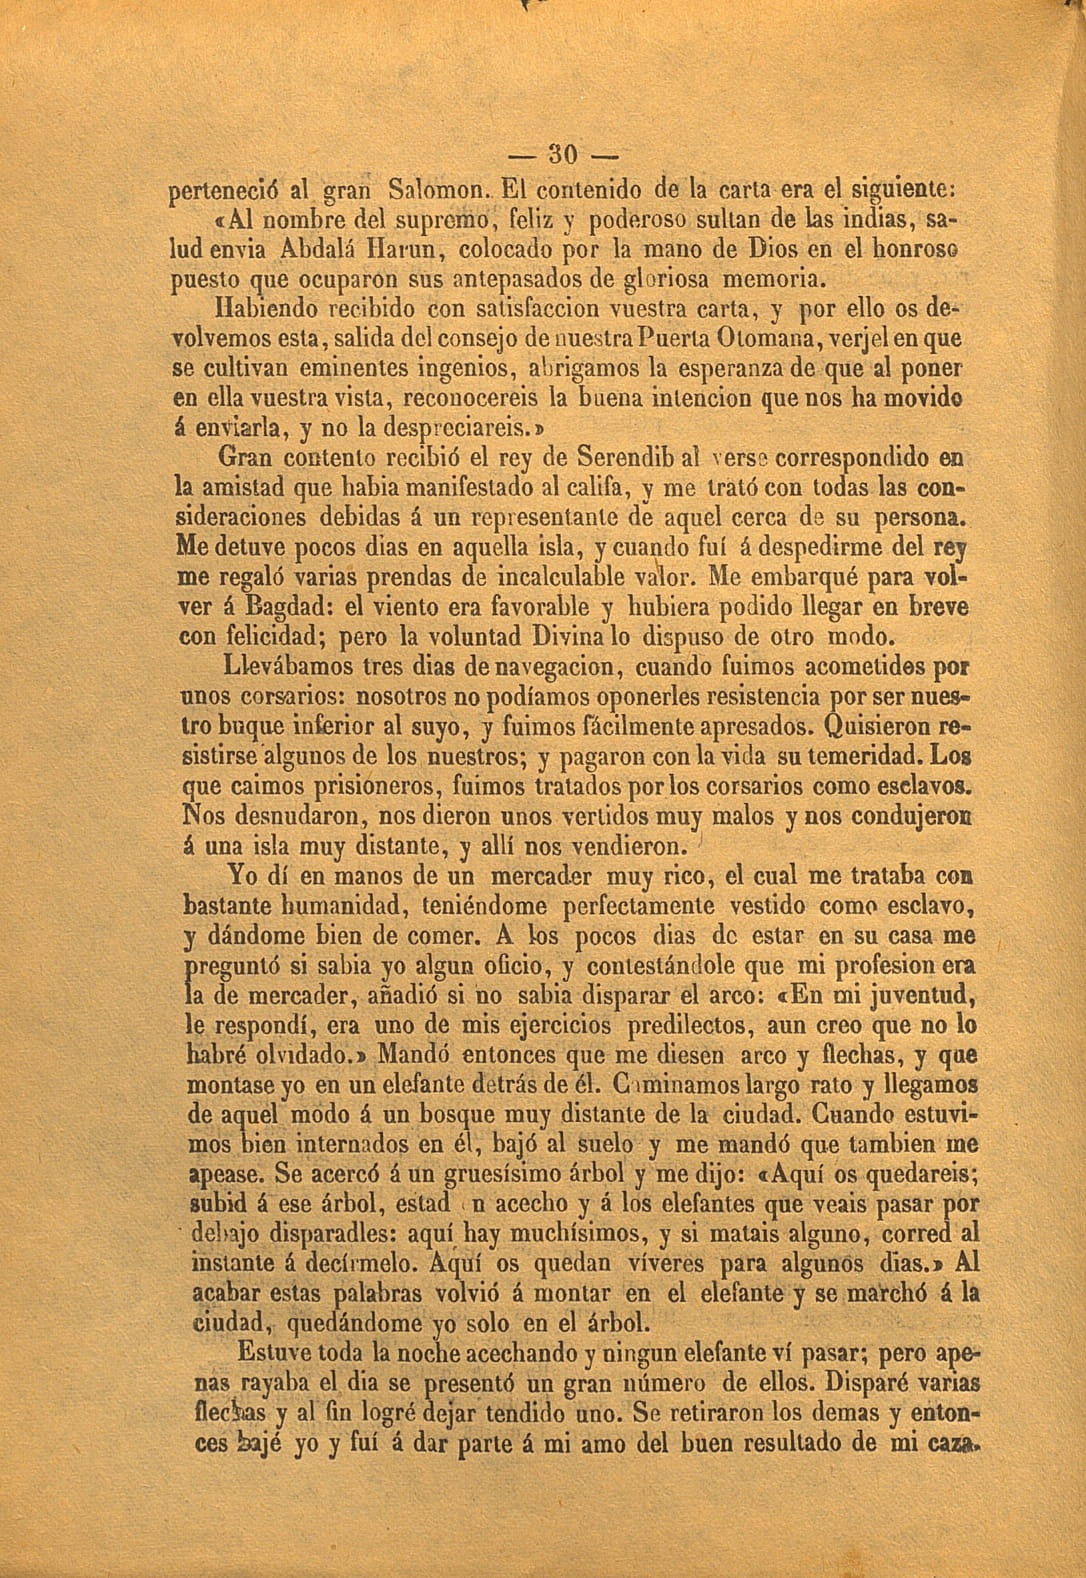 — 30 —
perteneció al gran Salomon. El contenido de la carta era el siguiente:
«Al nombre del supremo, feliz y poderoso sultan de las indias, sa-
lud envia Abdalá Harun, colocado por la mano de Dios en el honroso
puesto que ocuparon sus antepasados de gloriosa memoria.
Habiendo recibido con satisfaccion vuestra carta, y por ello os de-
volvemos esta, salida del consejo de nuestra Puerta Otomana, verjel en que
se cultivan eminentes ingenios, abrigamos la esperanza de que al poner
en ella vuestra vista, reconocereis la buena intencion que nos ha movido
á enviarla, y no la despreciareis.»
Gran contento recibió el rey de Serendib al verse correspondido en
la amistad que habia manifestado al califa, y me trató con todas las con-
sideraciones debidas á un representante de aquel cerca de su persona.
Me detuve pocos dias en aquella isla, y cuando fuí á despedirme del rey
me regaló varias prendas de incalculable valor. Me embarqué para vol-
ver á Bagdad: el viento era favorable y hubiera podido llegar en breve
con felicidad; pero la voluntad Divina lo dispuso de otro modo.
Llevábamos tres dias de navegacion, cuando fuimos acometidos por
unos corsarios: nosotros no podíamos oponerles resistencia por ser nues-
tro buque inferior al suyo, y fuimos fácilmente apresados. Quisieron re-
sistirse algunos de los nuestros; y pagaron con la vida su temeridad. Los
que caimos prisioneros, fuimos tratados por los corsarios como esclavos.
Nos desnudaron, nos dieron unos vertidos muy malos y nos condujeron
á una isla muy distante, y allí nos vendieron.
Yo dí en manos de un mercader muy rico, el cual me trataba con
bastante humanidad, teniéndome perfectamente vestido como esclavo,
y dándome bien de comer. A los pocos dias de estar en su casa me
preguntó si sabia yo algun oficio, y contestándole que mi profesion era
la de mercader, añadió si no sabia disparar el arco: «En mi juventud,
le respondí, era uno de mis ejercicios predilectos, aun creo que no lo
habré olvidado.» Mandó entonces que me diesen arco y flechas, y que
montase yo en un elefante detrás de él. Caminamos largo rato y llegamos
de aquel modo á un bosque muy distante de la ciudad. Cuando estuvi-
mos bien internados en él, bajó al suelo y me mandó que tambien me
apease. Se acercó á un gruesísimo árbol y me dijo: «Aquí os quedareis;
subid á ese árbol, estad en acecho y á los elefantes que veais pasar por
debajo disparadles: aquí hay muchísimos, y si matais alguno, corred al
instante á decírmelo. Aquí os quedan víveres para algunos dias.» Al
acabar estas palabras volvió á montar en el elefante y se marchó á la
ciudad, quedándome yo solo en el árbol.
Estuve toda la noche acechando y ningun elefante ví pasar; pero ape-
nas rayaba el dia se presentó un gran número de ellos. Disparé varias
flechas y al fin logré dejar tendido uno. Se retiraron los demas y enton-
ces bajé yo y fuí á dar parte á mi amo del buen resultado de mi caza.